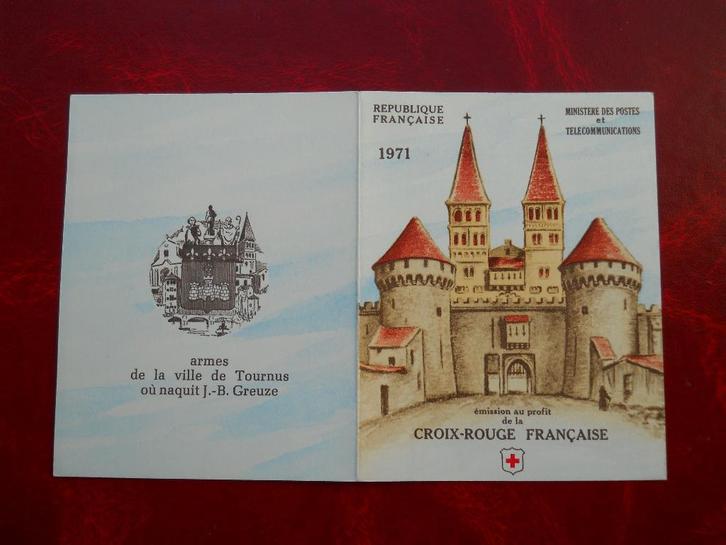 REPUBLIQUE
FRANÇAISE
1971
MINISTERE DES POSTES
et
TELECOMMUNICATIONS
armes
de la ville de Tournus
où naquit J.-B. Greuze
émission au profit
de la
CROIX-ROUGE FRANÇAISE